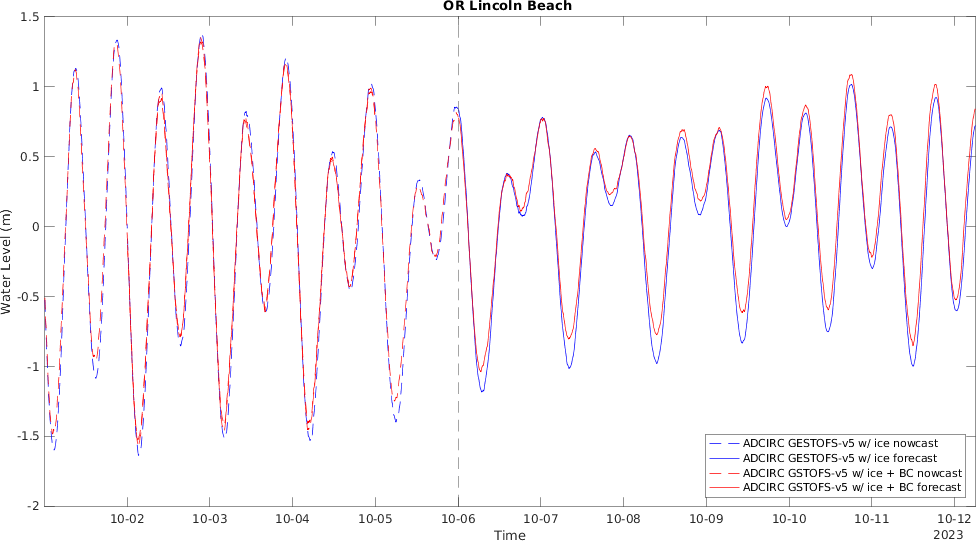 OR Lincoln Beach
1.5
1
0.5
0
-0.5
-1
-1.5
-2
Water Level (m)
10-02
10-03
10-04
10-05
10-06
10-07
10-08
10-09
10-10
10-11
10-12
2023
Time
ADCIRC GESTOFS-v5 w/ ice nowcast
ADCIRC GESTOFS-v5 w/ ice forecast
ADCIRC GSTOFS-v5 w/ ice + BC nowcast
ADCIRC GSTOFS-v5 w/ ice + BC forecast